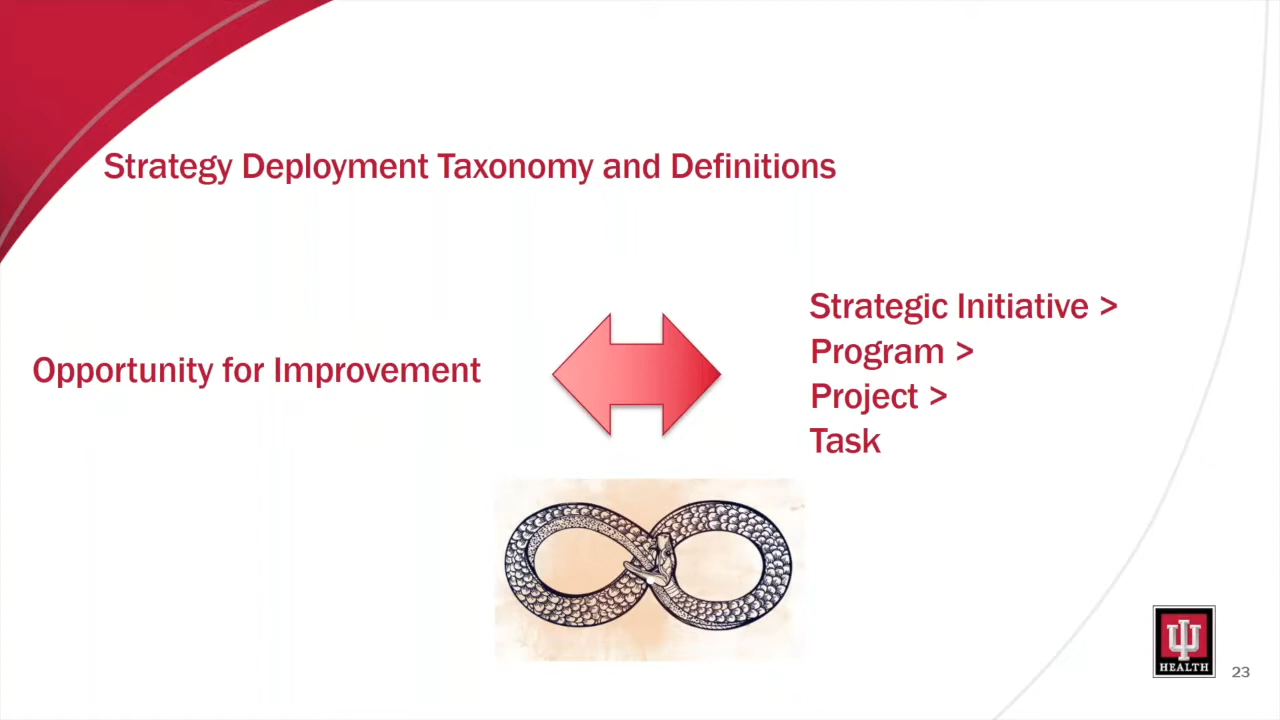 Strategy Deployment Taxonomy and Definitions
Opportunity for Improvement
Strategic Initiative >
Program >
Project >
Task
HEALTH
23